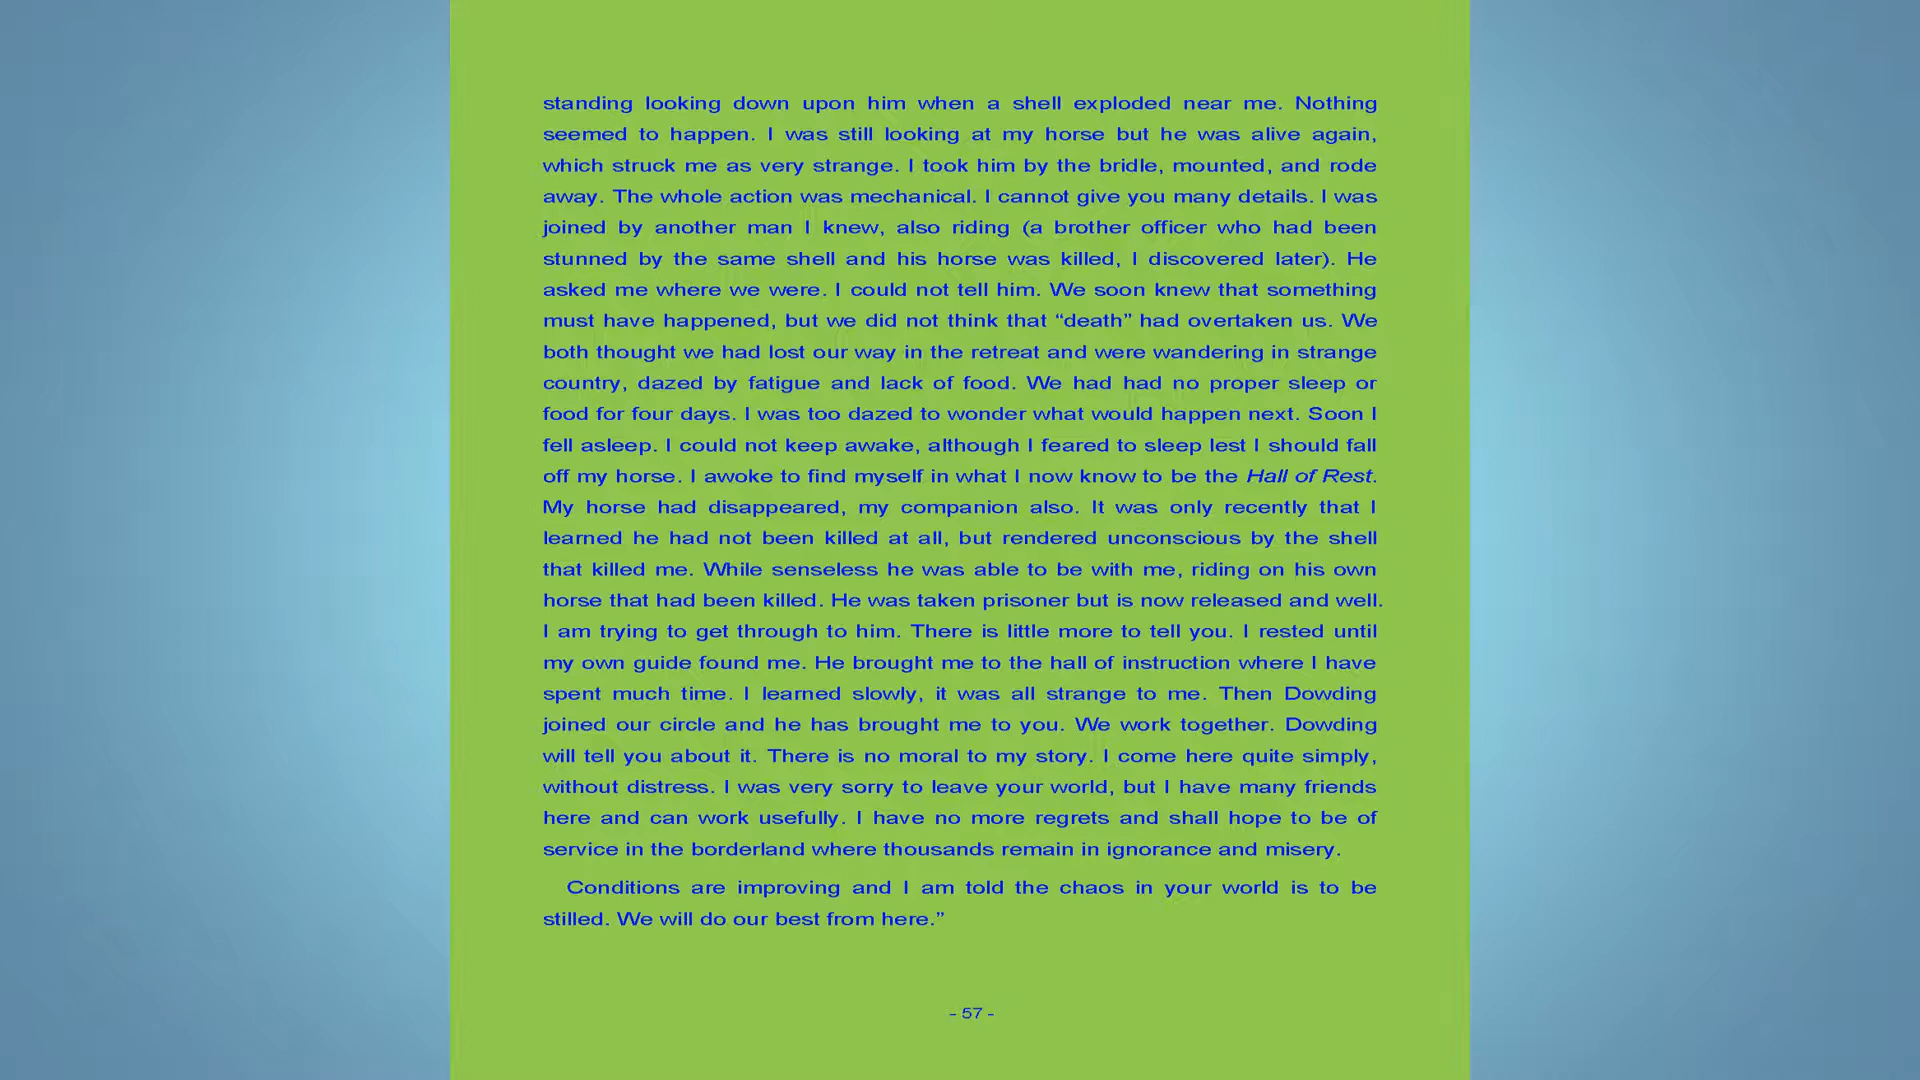 standing looking down upon him when a shell exploded near me. Nothing
seemed to happen. I was still looking at my horse but he was alive again,
which struck me as very strange. I took him by the bridle, mounted, and rode
away. The whole action was mechanical. I cannot give you many details. I was
joined by another man I knew, also riding (a brother officer who had been
stunned by the same shell and his horse was killed, I discovered later). He
asked me where we were. I could not tell him. We soon knew that something
must have happened, but we did not think that “death” had overtaken us. We
both thought we had lost our way in the retreat and were wandering in strange
country, dazed by fatigue and lack of food. We had had no proper sleep or
food for four days. I was too dazed to wonder what would happen next. Soon I
fell asleep. I could not keep awake, although I feared to sleep lest I should fall
off my horse. I awoke to find myself in what I now know to be the Hall of Rest.
My horse had disappeared, my companion also. It was only recently that I
learned he had not been killed at all, but rendered unconscious by the shell
that killed me. While senseless he was able to be with me, riding on his own
horse that had been killed. He was taken prisoner but is now released and well.
I am trying to get through to him. There is little more to tell you. I rested until
my own guide found me. He brought me to the hall of instruction where I have
spent much time. I learned slowly, it was all strange to me. Then Dowding
joined our circle and he has brought me to you. We work together. Dowding
will tell you about it. There is no moral to my story. I come here quite simply,
without distress. I was very sorry to leave your world, but I have many friends
here and can work usefully. I have no more regrets and shall hope to be of
service in the borderland where thousands remain in ignorance and misery.
Conditions are improving and I am told the chaos in your world is to be
stilled. We will do our best from here.”
- 57 -